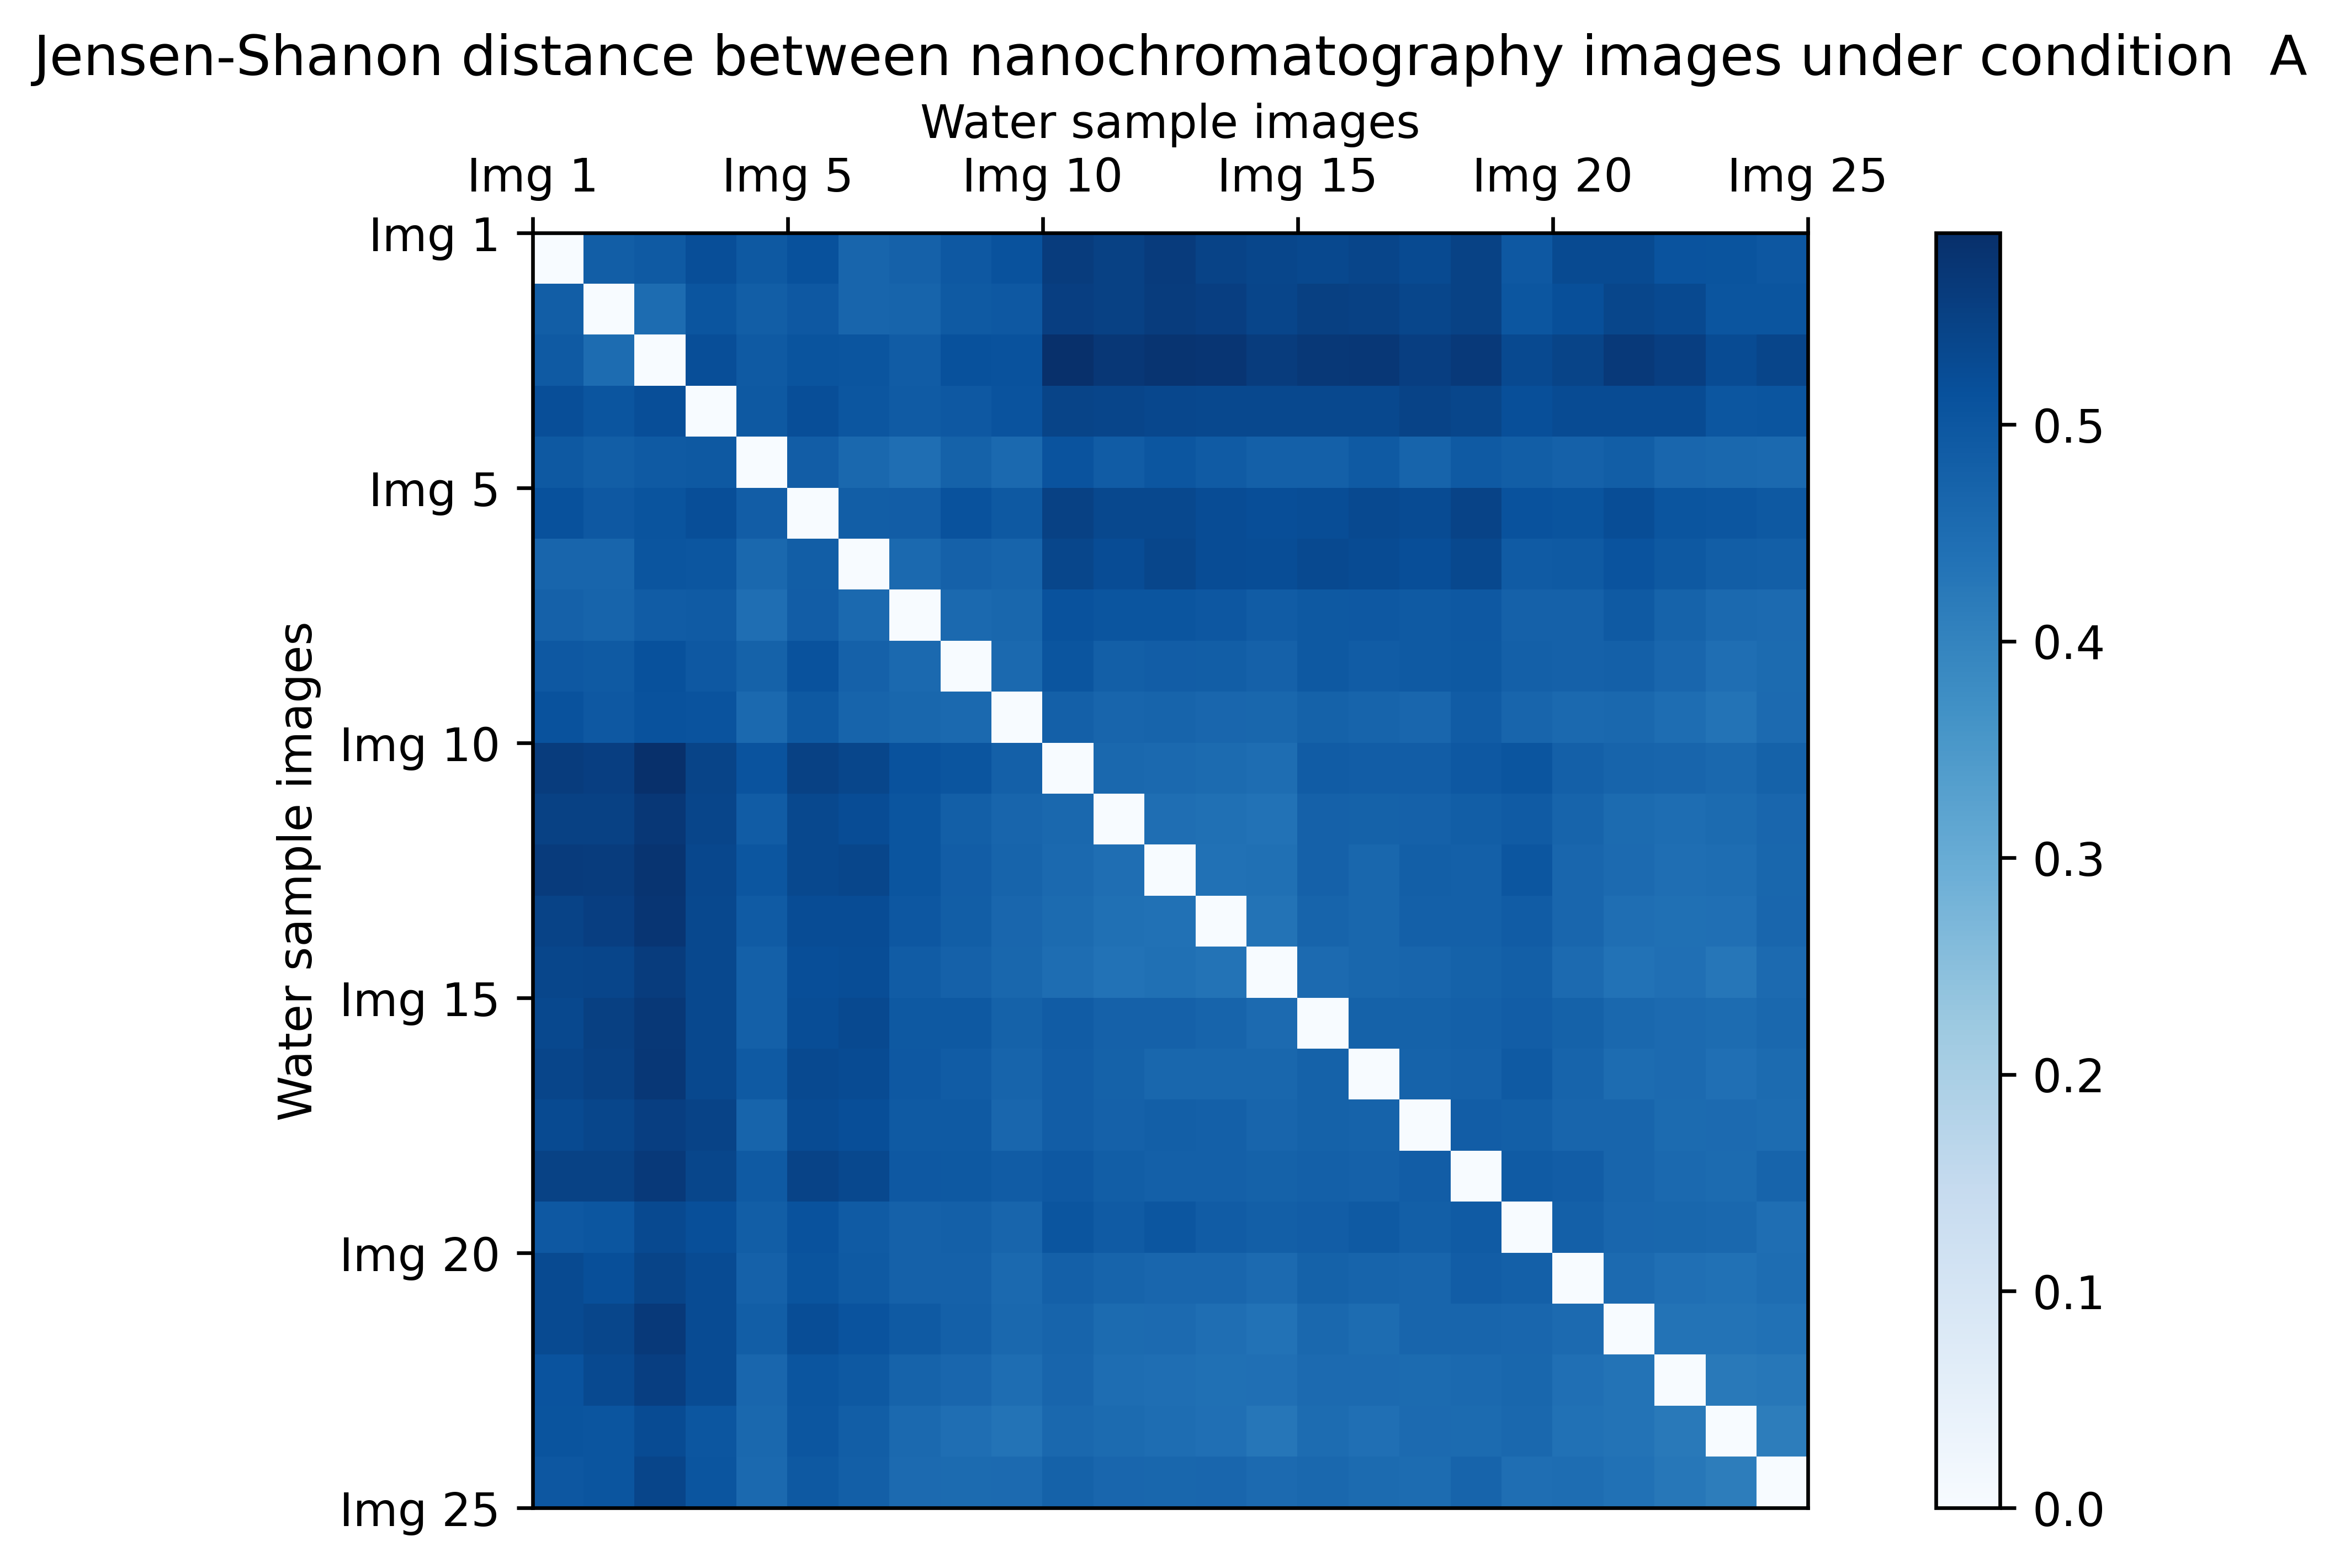 Jensen-Shanon distance between nanochromatography images under condition  A
Water sample images
Img 1 Img 5 Img 10 Img 15 Img 20 Img 25
Img 1
Img 5
Img 10
Img 15
Img 20
Img 25
Water sample images
0.5
0.4
0.3
0.2
0.1
0.0